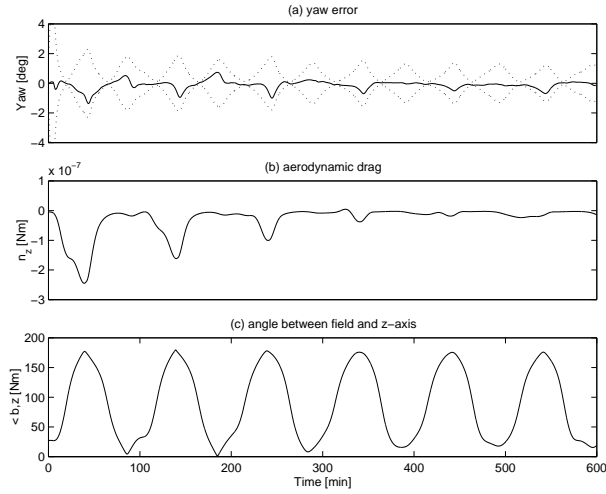 (a) yaw error
4
2
0
−2
−4
Yaw [deg]
(b) aerodynamic drag
x 10⁻⁷
1
0
−1
−2
−3
n_z [Nm]
(c) angle between field and z−axis
200
150
100
50
0
< b,z [Nm]
0 100 200 300 400 500 600
Time [min]